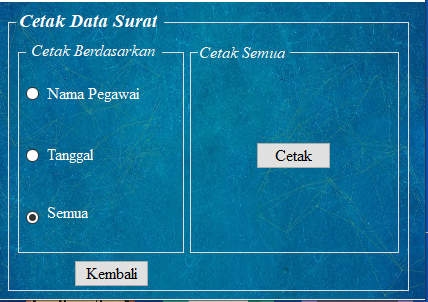 Cetak Data Surat
Cetak Berdasarkan
Cetak Semua
Nama Pegawai
Tanggal
Cetak
Semua
Kembali